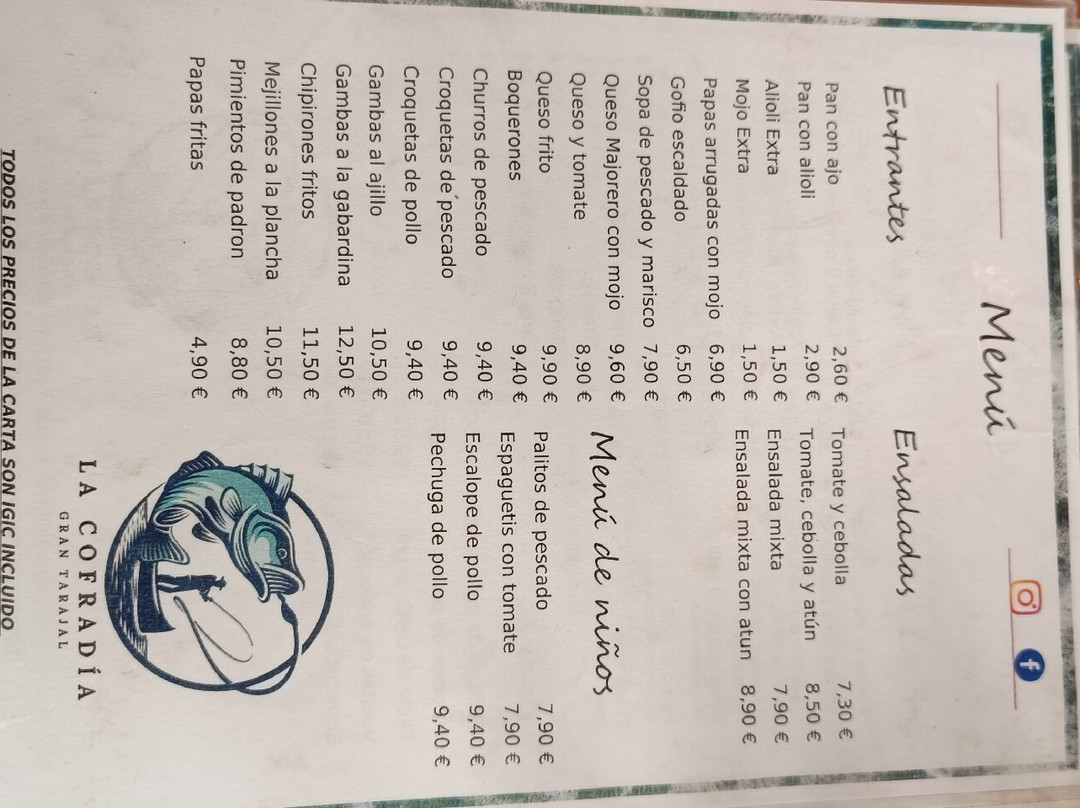 Menú
Entrantes
Pan con ajo 2,60 €
Pan con alioli 2,90 €
Alioli Extra 1,50 €
Mojo Extra 1,50 €
Papas arrugadas con mojo 6,90 €
Gofio escaldado 6,50 €
Sopa de pescado y marisco 7,90 €
Queso Majorero con mojo 9,60 €
Queso y tomate 8,90 €
Queso frito 9,90 €
Boquerones 9,40 €
Churros de pescado 9,40 €
Croquetas de pescado 9,40 €
Croquetas de pollo 9,40 €
Gambas al ajillo 10,50 €
Gambas a la gabardina 12,50 €
Chipirones fritos 11,50 €
Mejillones a la plancha 10,50 €
Pimientos de padron 8,80 €
Papas fritas 4,90 €
Ensaladas
Tomate y cebolla 7,30 €
Tomate, cebolla y atún 8,50 €
Ensalada mixta 7,90 €
Ensalada mixta con atun 8,90 €
Menú de niños
Palitos de pescado 7,90 €
Espaguetis con tomate 7,90 €
Escalope de pollo 9,40 €
Pechuga de pollo 9,40 €
LA COFRADÍA
GRAN TARAJAL
TODOS LOS PRECIOS DE LA CARTA SON IGIC INCLUIDO